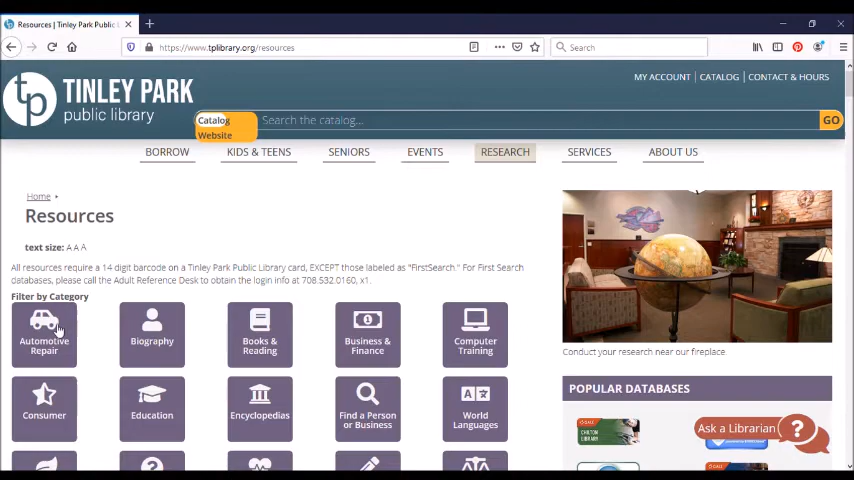 Resources | Tinley Park Public
https://www.tplibrary.org/resources
Search
MY ACCOUNT | CATALOG | CONTACT & HOURS
tp TINLEY PARK
public library
Catalog
Website
Search the catalog...
GO
BORROW KIDS & TEENS SENIORS EVENTS RESEARCH SERVICES ABOUT US
Home
Resources
text size: A A A
All resources require a 14 digit barcode on a Tinley Park Public Library card, EXCEPT those labeled as "FirstSearch." For First Search
databases, please call the Adult Reference Desk to obtain the login info at 708.532.0160, x1.
Filter by Category
Automotive
Repair
Biography
Books &
Reading
Business &
Finance
Computer
Training
Consumer
Education
Encyclopedias
Find a Person
or Business
World
Languages
Conduct your research near our fireplace
POPULAR DATABASES
CHILTON
LIBRARY
Ask a Librarian ?